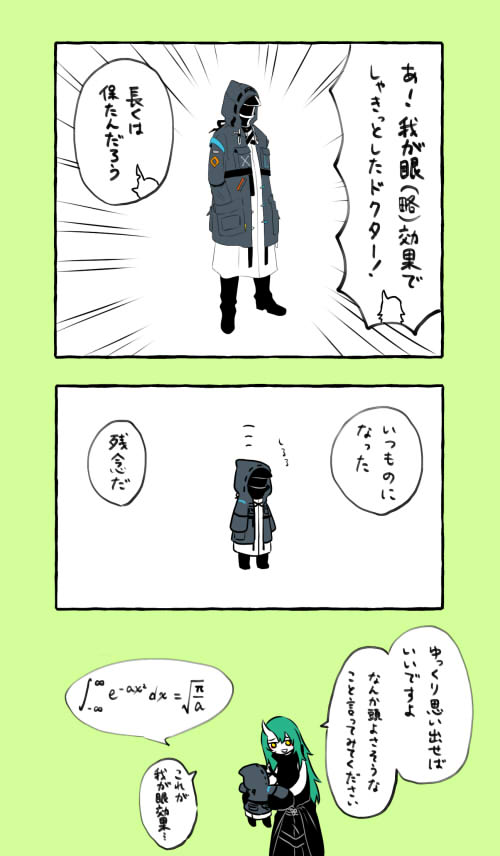 あー！我が眼(略)効果で
しゃきっとしたドクター！
長くは
保たんだろう
いつものに
なった
しるる
残念だ
ゆっくり思い出せば
いいですよ
なんか頭よさそうな
こと言ってみてください
∫_{-∞}^{∞} e^{-ax²} dx = √(π/a)
これが
我が眼効果…